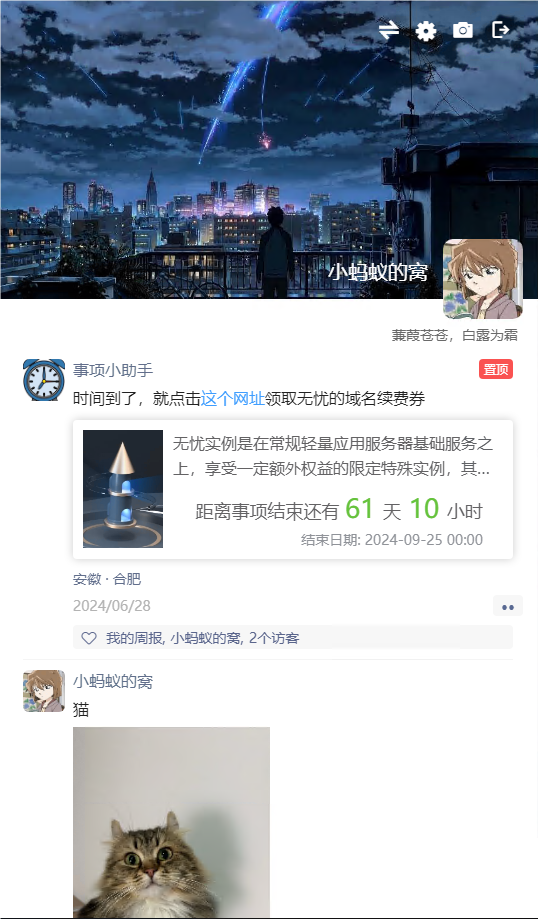 小蚂蚁的窝
蒹葭苍苍，白露为霜
事项小助手
置顶
时间到了，就点击这个网址领取无忧的域名续费券
无忧实例是在常规轻量应用服务器基础服务之
上，享受一定额外权益的限定特殊实例，其...
距离事项结束还有 61 天 10 小时
结束日期: 2024-09-25 00:00
安徽 · 合肥
2024/06/28
我的周报, 小蚂蚁的窝, 2个访客
小蚂蚁的窝
猫